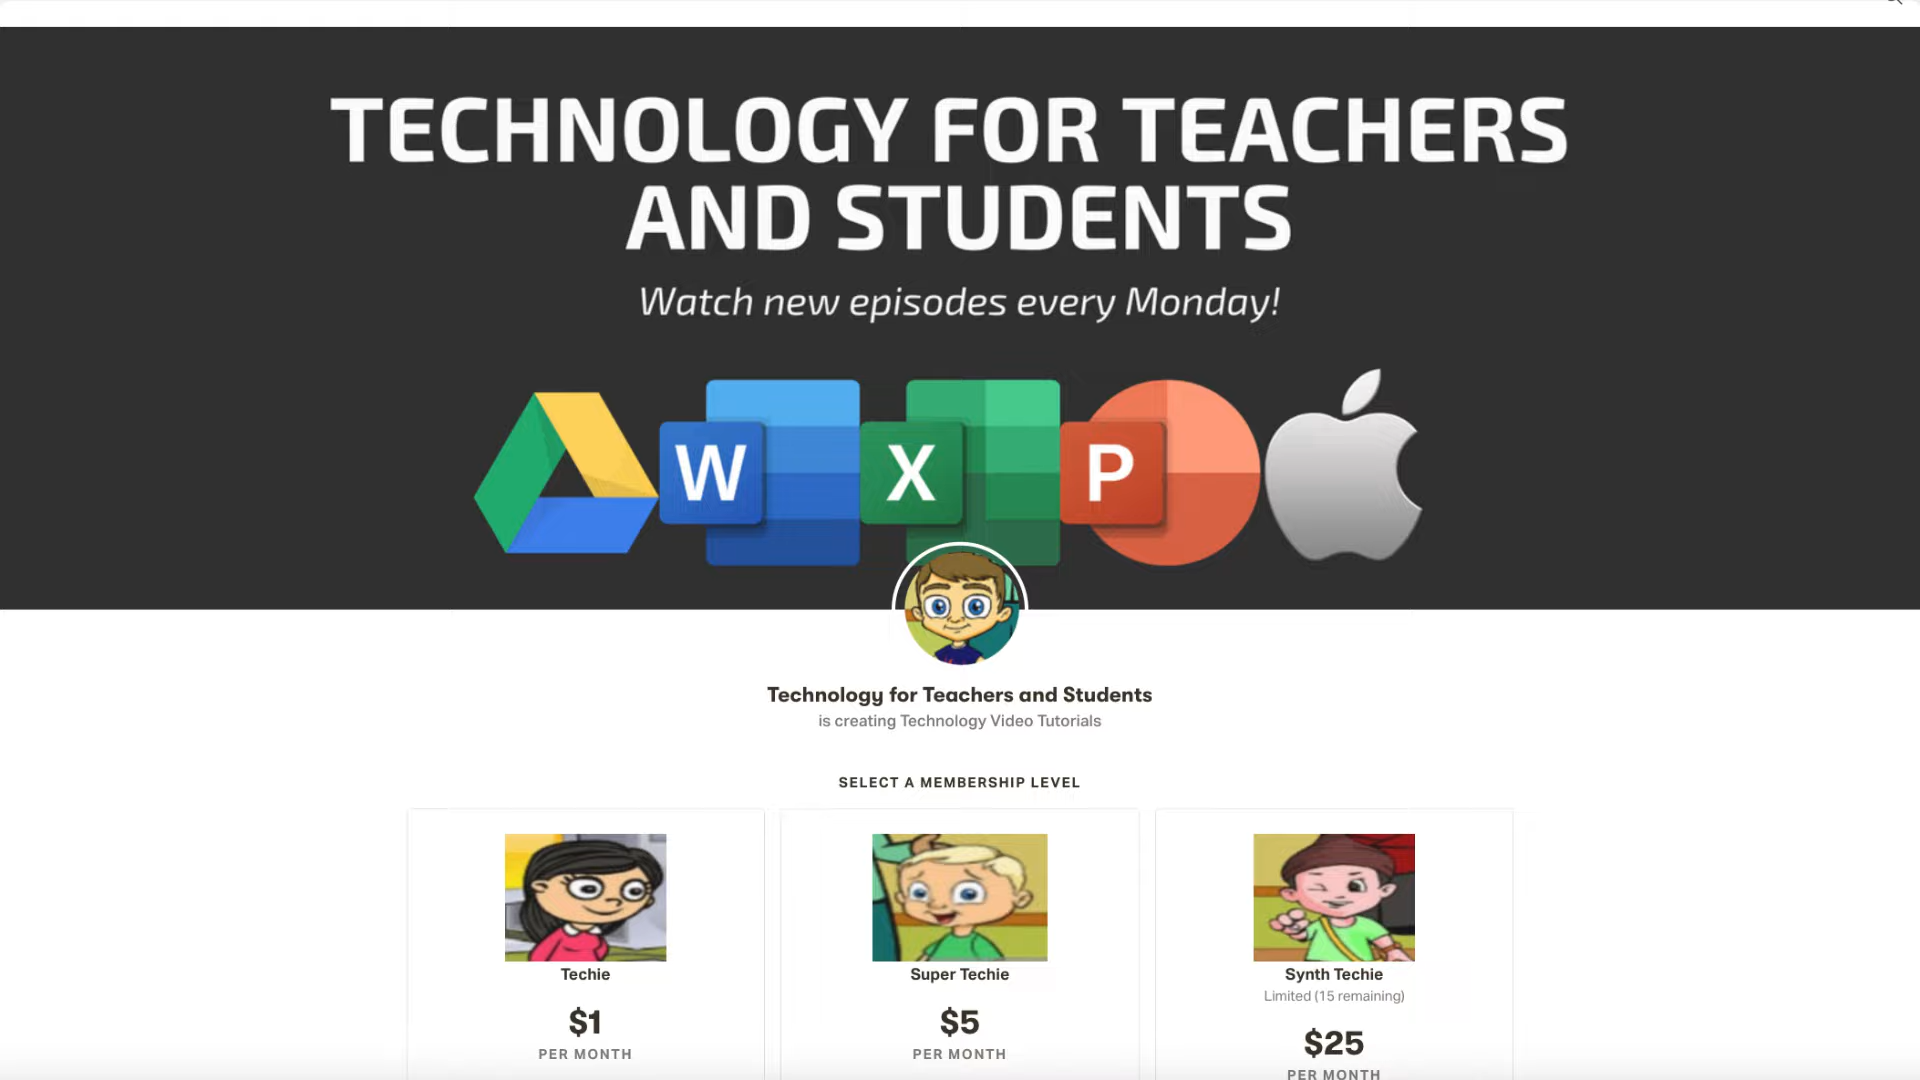 TECHNOLOGY FOR TEACHERS
AND STUDENTS
Watch new episodes every Monday!
W
X
P
Technology for Teachers and Students
is creating Technology Video Tutorials
SELECT A MEMBERSHIP LEVEL
Techie
$1
PER MONTH
Super Techie
$5
PER MONTH
Synth Techie
Limited (15 remaining)
$25
PER MONTH